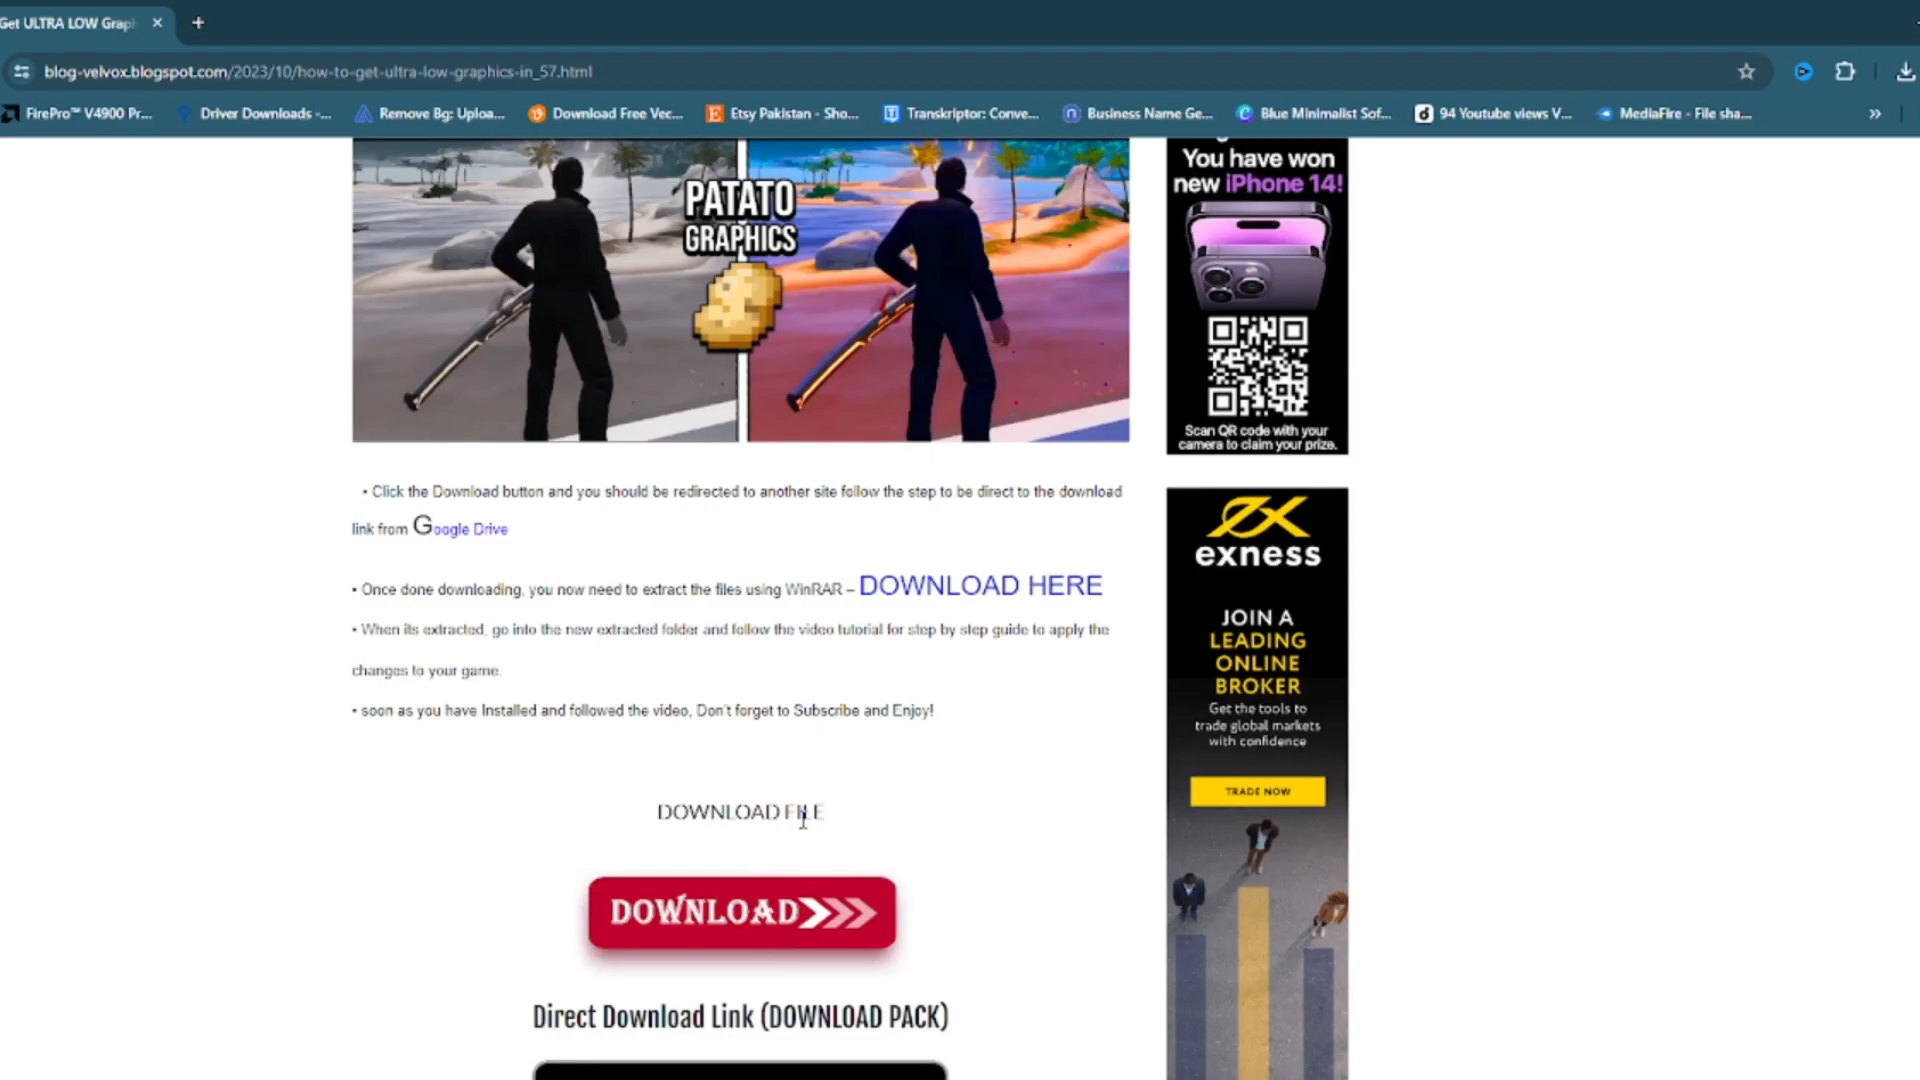 Get ULTRA LOW Grap
blog-velvox.blogspot.com/2023/10/how-to-get-ultra-low-graphics-in_57.html
FirePro™ V4900 Pr...
Driver Downloads -...
Remove Bg: Uploa...
Download Free Vec...
Etsy Pakistan - Sho...
Transkriptor: Conve...
Business Name Ge...
Blue Minimalist Sof...
94 Youtube views V...
MediaFire - File sha...
PATATO
GRAPHICS
• Click the Download button and you should be redirected to another site follow the step to be direct to the download
link from Google Drive
• Once done downloading, you now need to extract the files using WinRAR – DOWNLOAD HERE
• When its extracted, go into the new extracted folder and follow the video tutorial for step by step guide to apply the
changes to your game.
• soon as you have Installed and followed the video, Don't forget to Subscribe and Enjoy!
DOWNLOAD FILE
DOWNLOAD
Direct Download Link (DOWNLOAD PACK)
You have won
new iPhone 14!
Scan QR code with your
camera to claim your prize.
exness
JOIN A
LEADING
ONLINE
BROKER
Get the tools to
trade global markets
with confidence
TRADE NOW